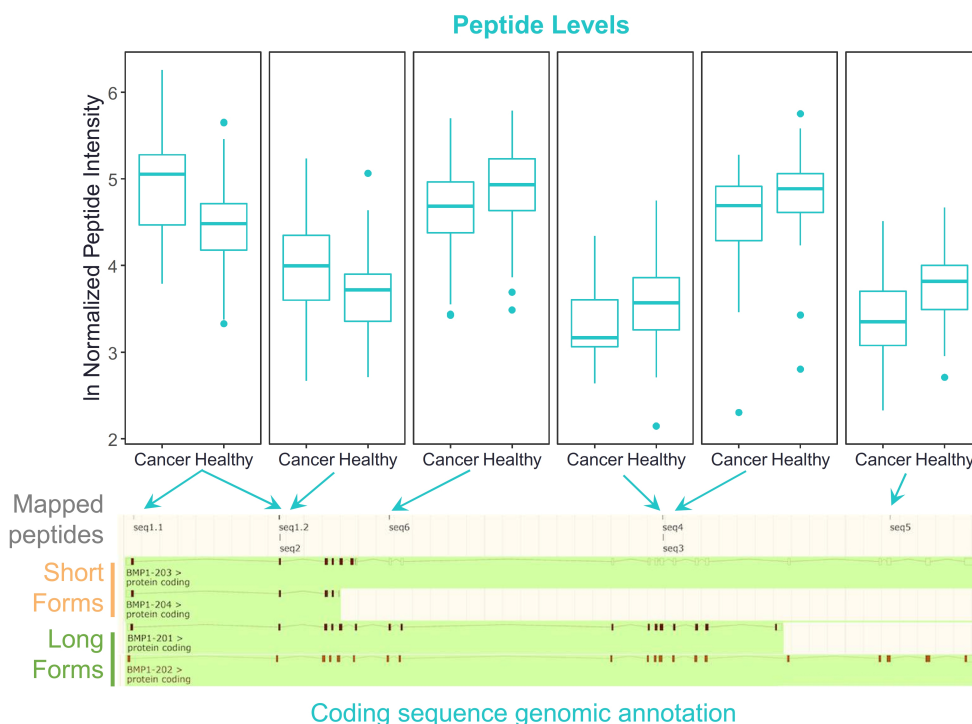 Peptide Levels
ln Normalized Peptide Intensity
6
5
4
3
2
Cancer Healthy
Cancer Healthy
Cancer Healthy
Cancer Healthy
Cancer Healthy
Cancer Healthy
Mapped
peptides
seq1.1
seq1.2
seq6
seq4
seq5
seq2
seq3
Short
Forms
BMP1-203 >
protein coding
BMP1-204 >
protein coding
Long
Forms
BMP1-201 >
protein coding
BMP1-202 >
protein coding
Coding sequence genomic annotation